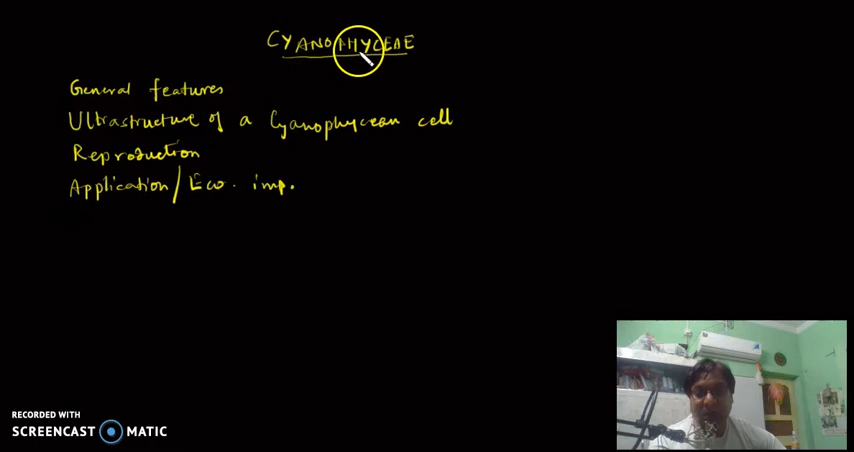 CYANOPHYCEAE
General features
Ultrastructure of a Cyanophycean cell
Reproduction
Application/Eco. imp.
RECORDED WITH
SCREENCAST MATIC